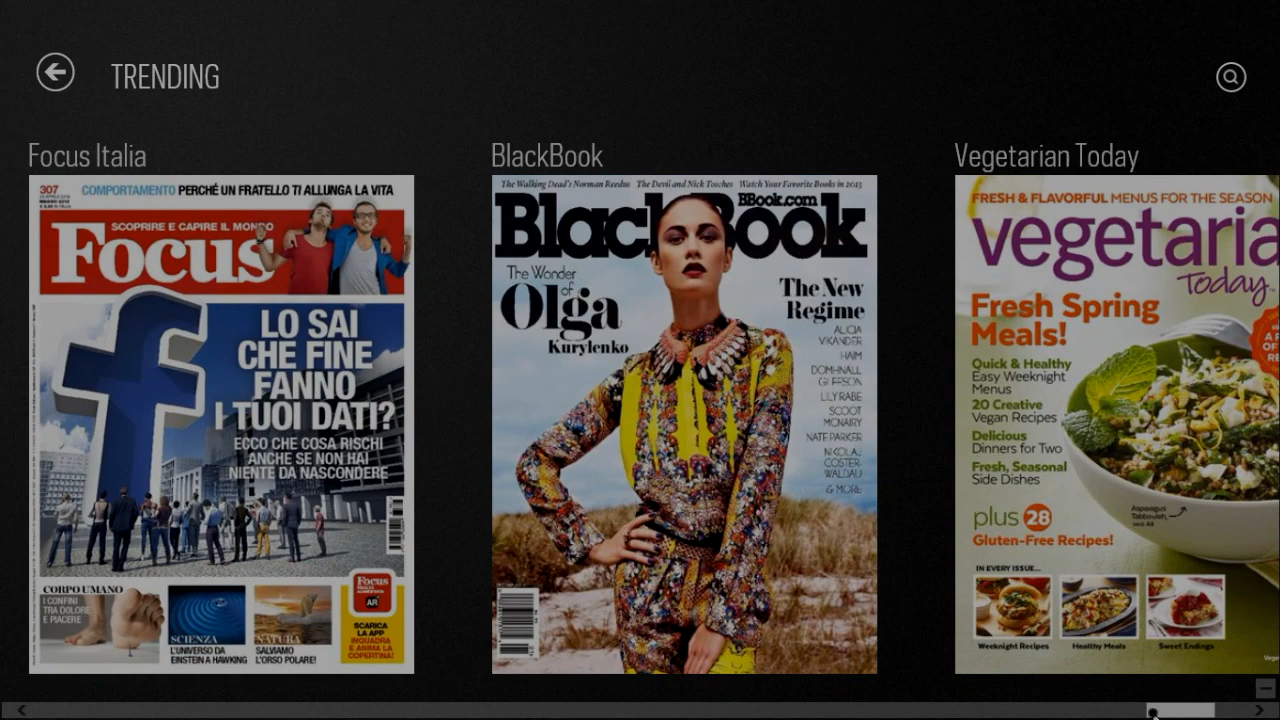 TRENDING
Focus Italia
307
COMPORTAMENTO PERCHÉ UN FRATELLO TI ALLUNGA LA VITA
SCOPRIRE E CAPIRE IL MONDO
Focus
LO SAI
CHE FINE
FANNO
I TUOI DATI?
ECCO CHE COSA RISCHI
ANCHE SE NON HAI
NIENTE DA NASCONDERE
CORPO UMANO
I CONFINI
TRA DOLORE
E PIACERE
SCIENZA
L'UNIVERSO DA
EINSTEIN A HAWKING
NATURA
SALVIAMO
L'ORSO POLARE!
Focus
AR
SCARICA
LA APP
INQUADRA
E ANIMA LA
COPERTINA!
BlackBook
The Walking Dead's Norman Reedus The Devil and Nick Tosches Watch Your Favorite Books in 2013
BBook.com
BlackBook
The Wonder
of
Olga
Kurylenko
The New
Regime
ALICIA
VIKANDER
HAIM
DOMHNALL
GLEESON
LILY RABE
SCOOT
MCNAIRY
NATE PARKER
NIKOLAJ
COSTER-
WALDAU
& MORE
Vegetarian Today
FRESH & FLAVORFUL MENUS FOR THE SEASON
vegetaria
Today
Fresh Spring
Meals!
Quick & Healthy
Easy Weeknight
Menus
20 Creative
Vegan Recipes
Delicious
Dinners for Two
Fresh, Seasonal
Side Dishes
plus 28
Gluten-Free Recipes!
Asparagus
Tabbouleh,
PAGE 44
IN EVERY ISSUE...
Weeknight Recipes
Healthy Meals
Sweet Endings